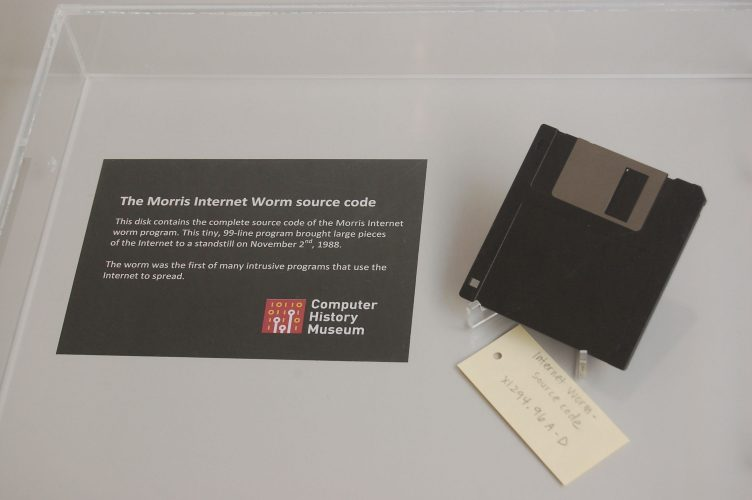 The Morris Internet Worm source code
This disk contains the complete source code of the Morris Internet
worm program. This tiny, 99-line program brought large pieces
of the Internet to a standstill on November 2nd, 1988.
The worm was the first of many intrusive programs that use the
Internet to spread.
Computer
History
Museum
Internet Worm-
source code
X1294.96A-D